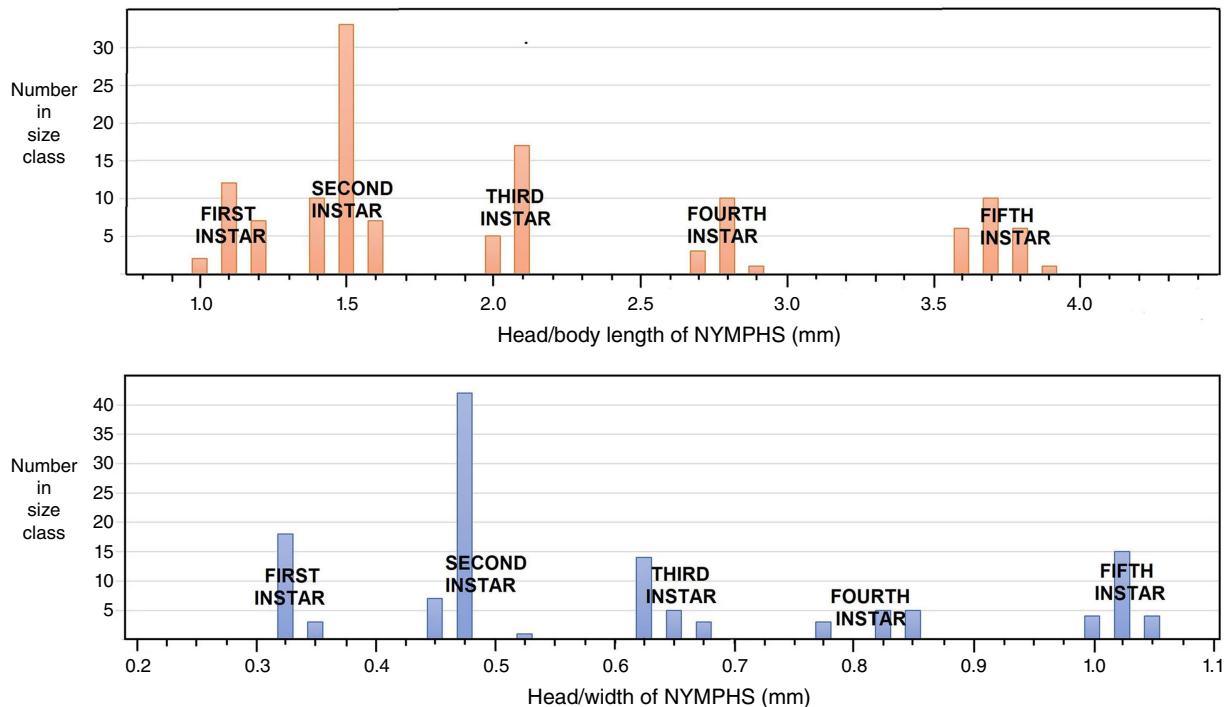 Number
in
size
class
30
25
20
15
10
5
FIRST
INSTAR
SECOND
INSTAR
THIRD
INSTAR
FOURTH
INSTAR
FIFTH
INSTAR
1.0 1.5 2.0 2.5 3.0 3.5 4.0
Head/body length of NYMPHS (mm)
Number
in
size
class
40
35
30
25
20
15
10
5
FIRST
INSTAR
SECOND
INSTAR
THIRD
INSTAR
FOURTH
INSTAR
FIFTH
INSTAR
0.2 0.3 0.4 0.5 0.6 0.7 0.8 0.9 1.0 1.1
Head/width of NYMPHS (mm)